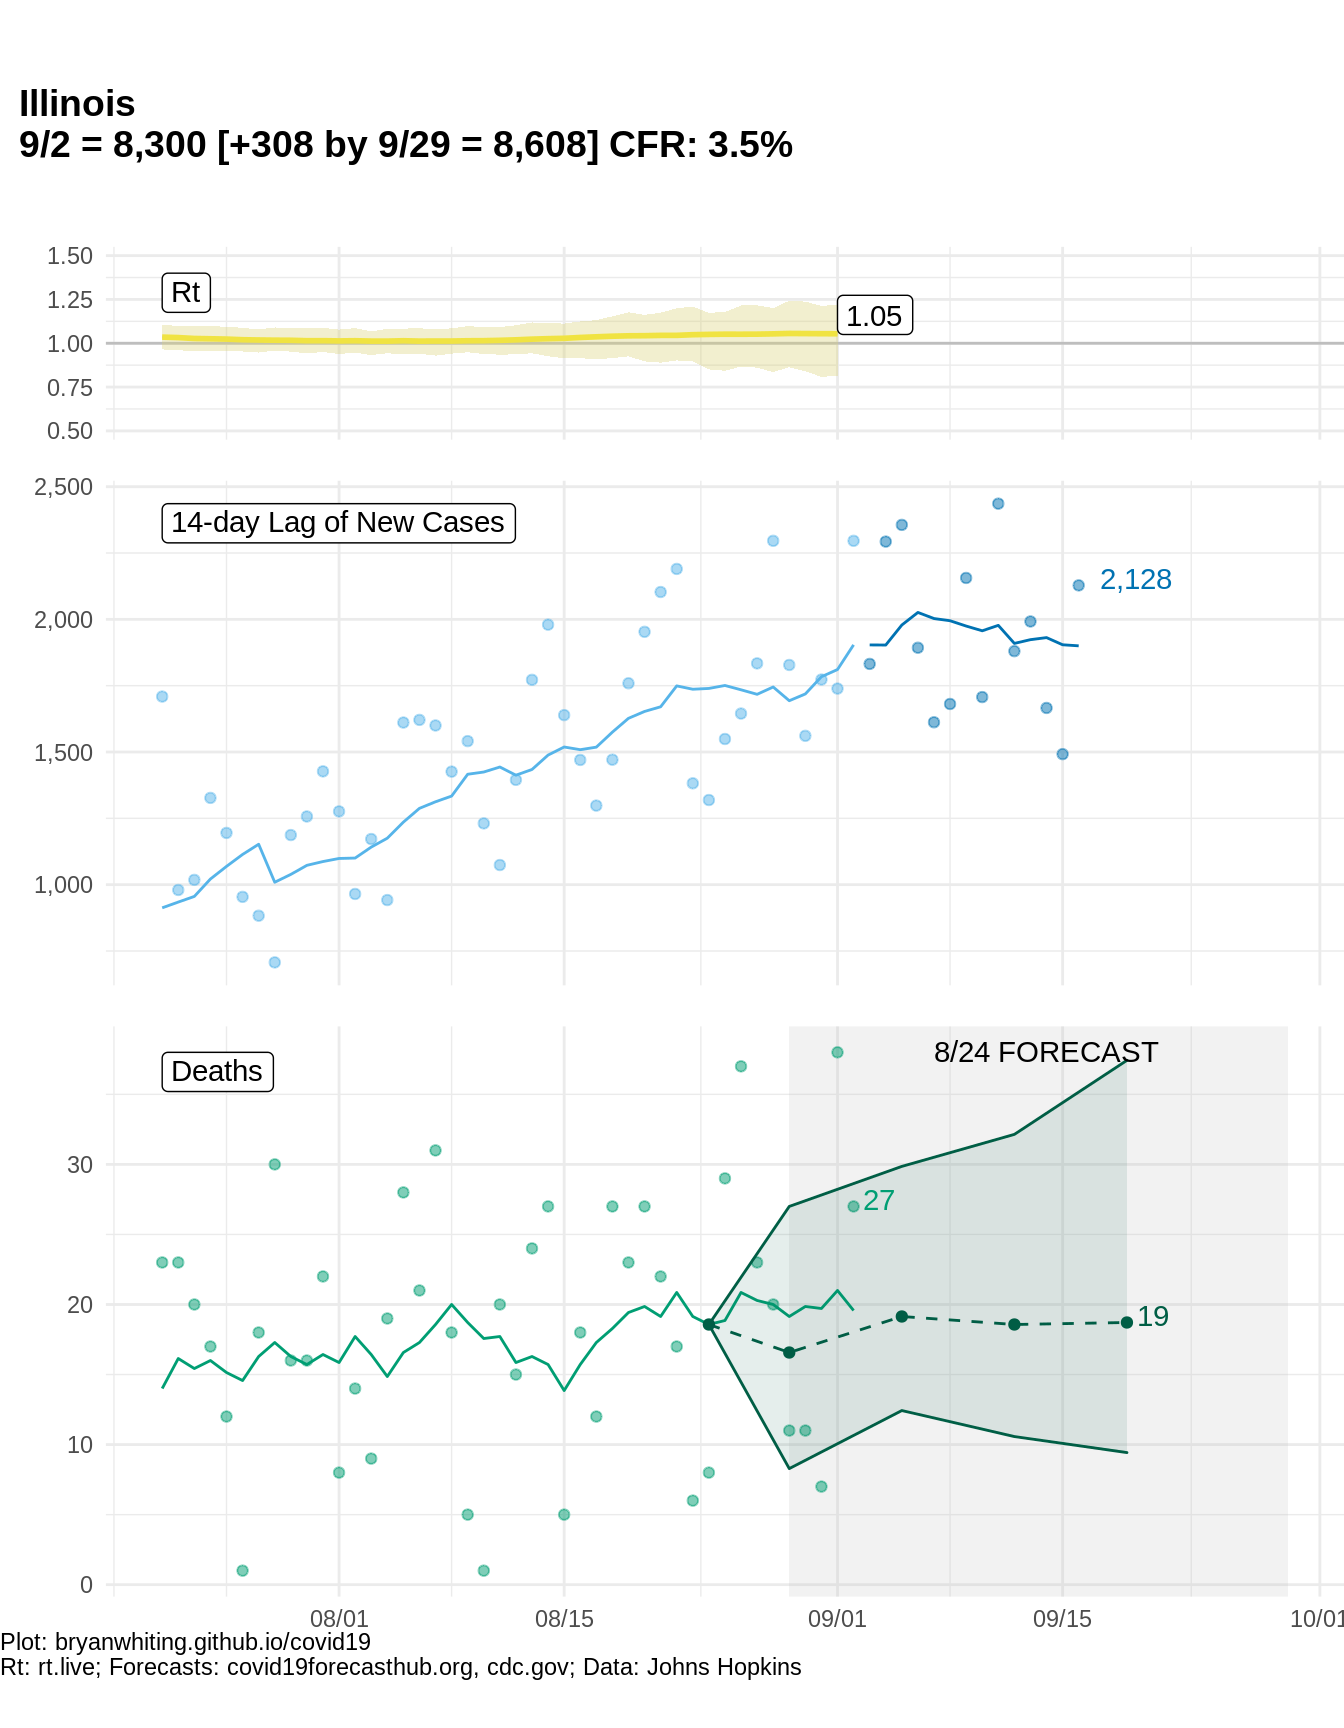 Illinois
9/2 = 8,300 [+308 by 9/29 = 8,608] CFR: 3.5%
1.50
1.25
1.00
0.75
0.50
Rt
1.05
2,500
2,000
1,500
1,000
14-day Lag of New Cases
2,128
30
20
10
0
Deaths
8/24 FORECAST
27
19
08/01 08/15 09/01 09/15 10/01
Plot: bryanwhiting.github.io/covid19
Rt: rt.live; Forecasts: covid19forecasthub.org, cdc.gov; Data: Johns Hopkins